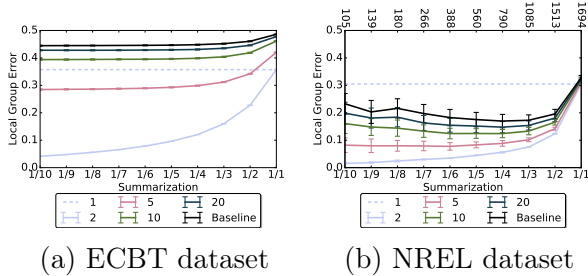 105 139 180 266 388 560 790 1085 1513 1694
0.5 0.5
0.4 0.4
0.3 0.3
0.2 0.2
0.1 0.1
0.0 0.0
Local Group Error Local Group Error
1/10 1/9 1/8 1/7 1/6 1/5 1/4 1/3 1/2 1/1 1/10 1/9 1/8 1/7 1/6 1/5 1/4 1/3 1/2 1/1
Summarization Summarization
1 5 20 1 5 20
2 10 Baseline 2 10 Baseline
(a) ECBT dataset (b) NREL dataset